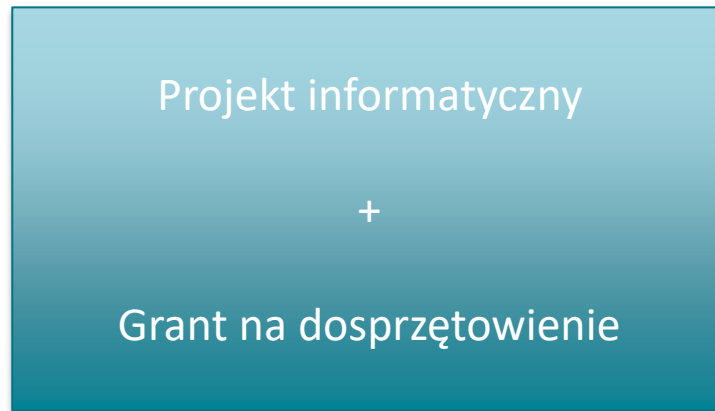 Projekt informatyczny
+
Grant na dosprzętowienie